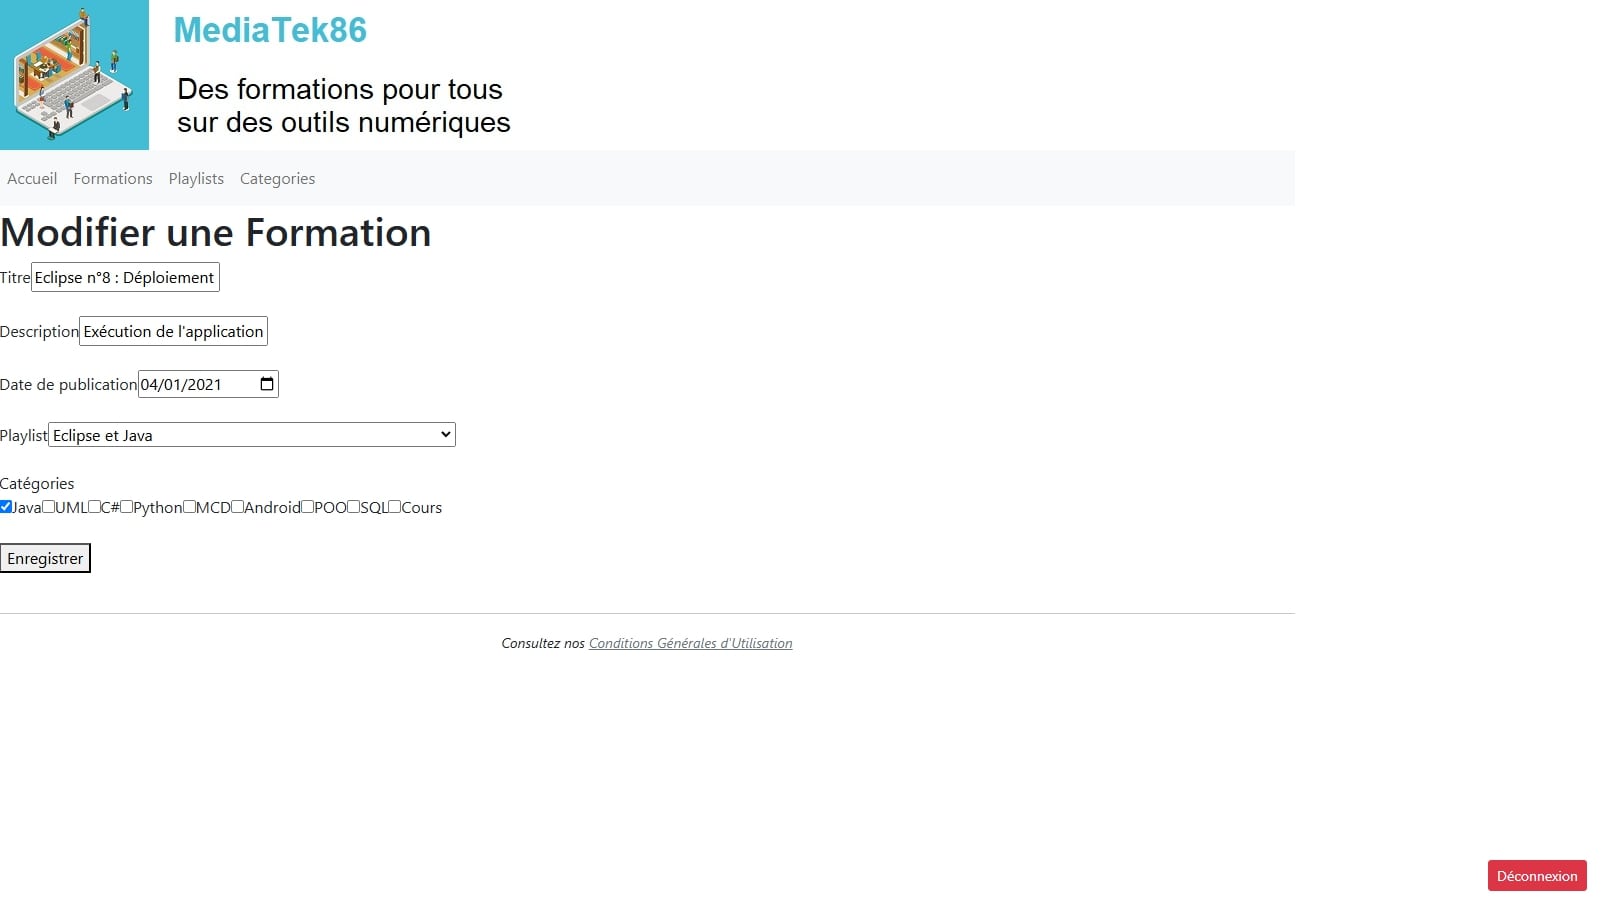 MediaTek86
Des formations pour tous
sur des outils numériques
Accueil Formations Playlists Categories
Modifier une Formation
Titre Eclipse n°8 : Déploiement
Description Exécution de l'application
Date de publication 04/01/2021
Playlist Eclipse et Java
Catégories
Java UML C# Python MCD Android POO SQL Cours
Enregistrer
Consultez nos Conditions Générales d'Utilisation
Déconnexion